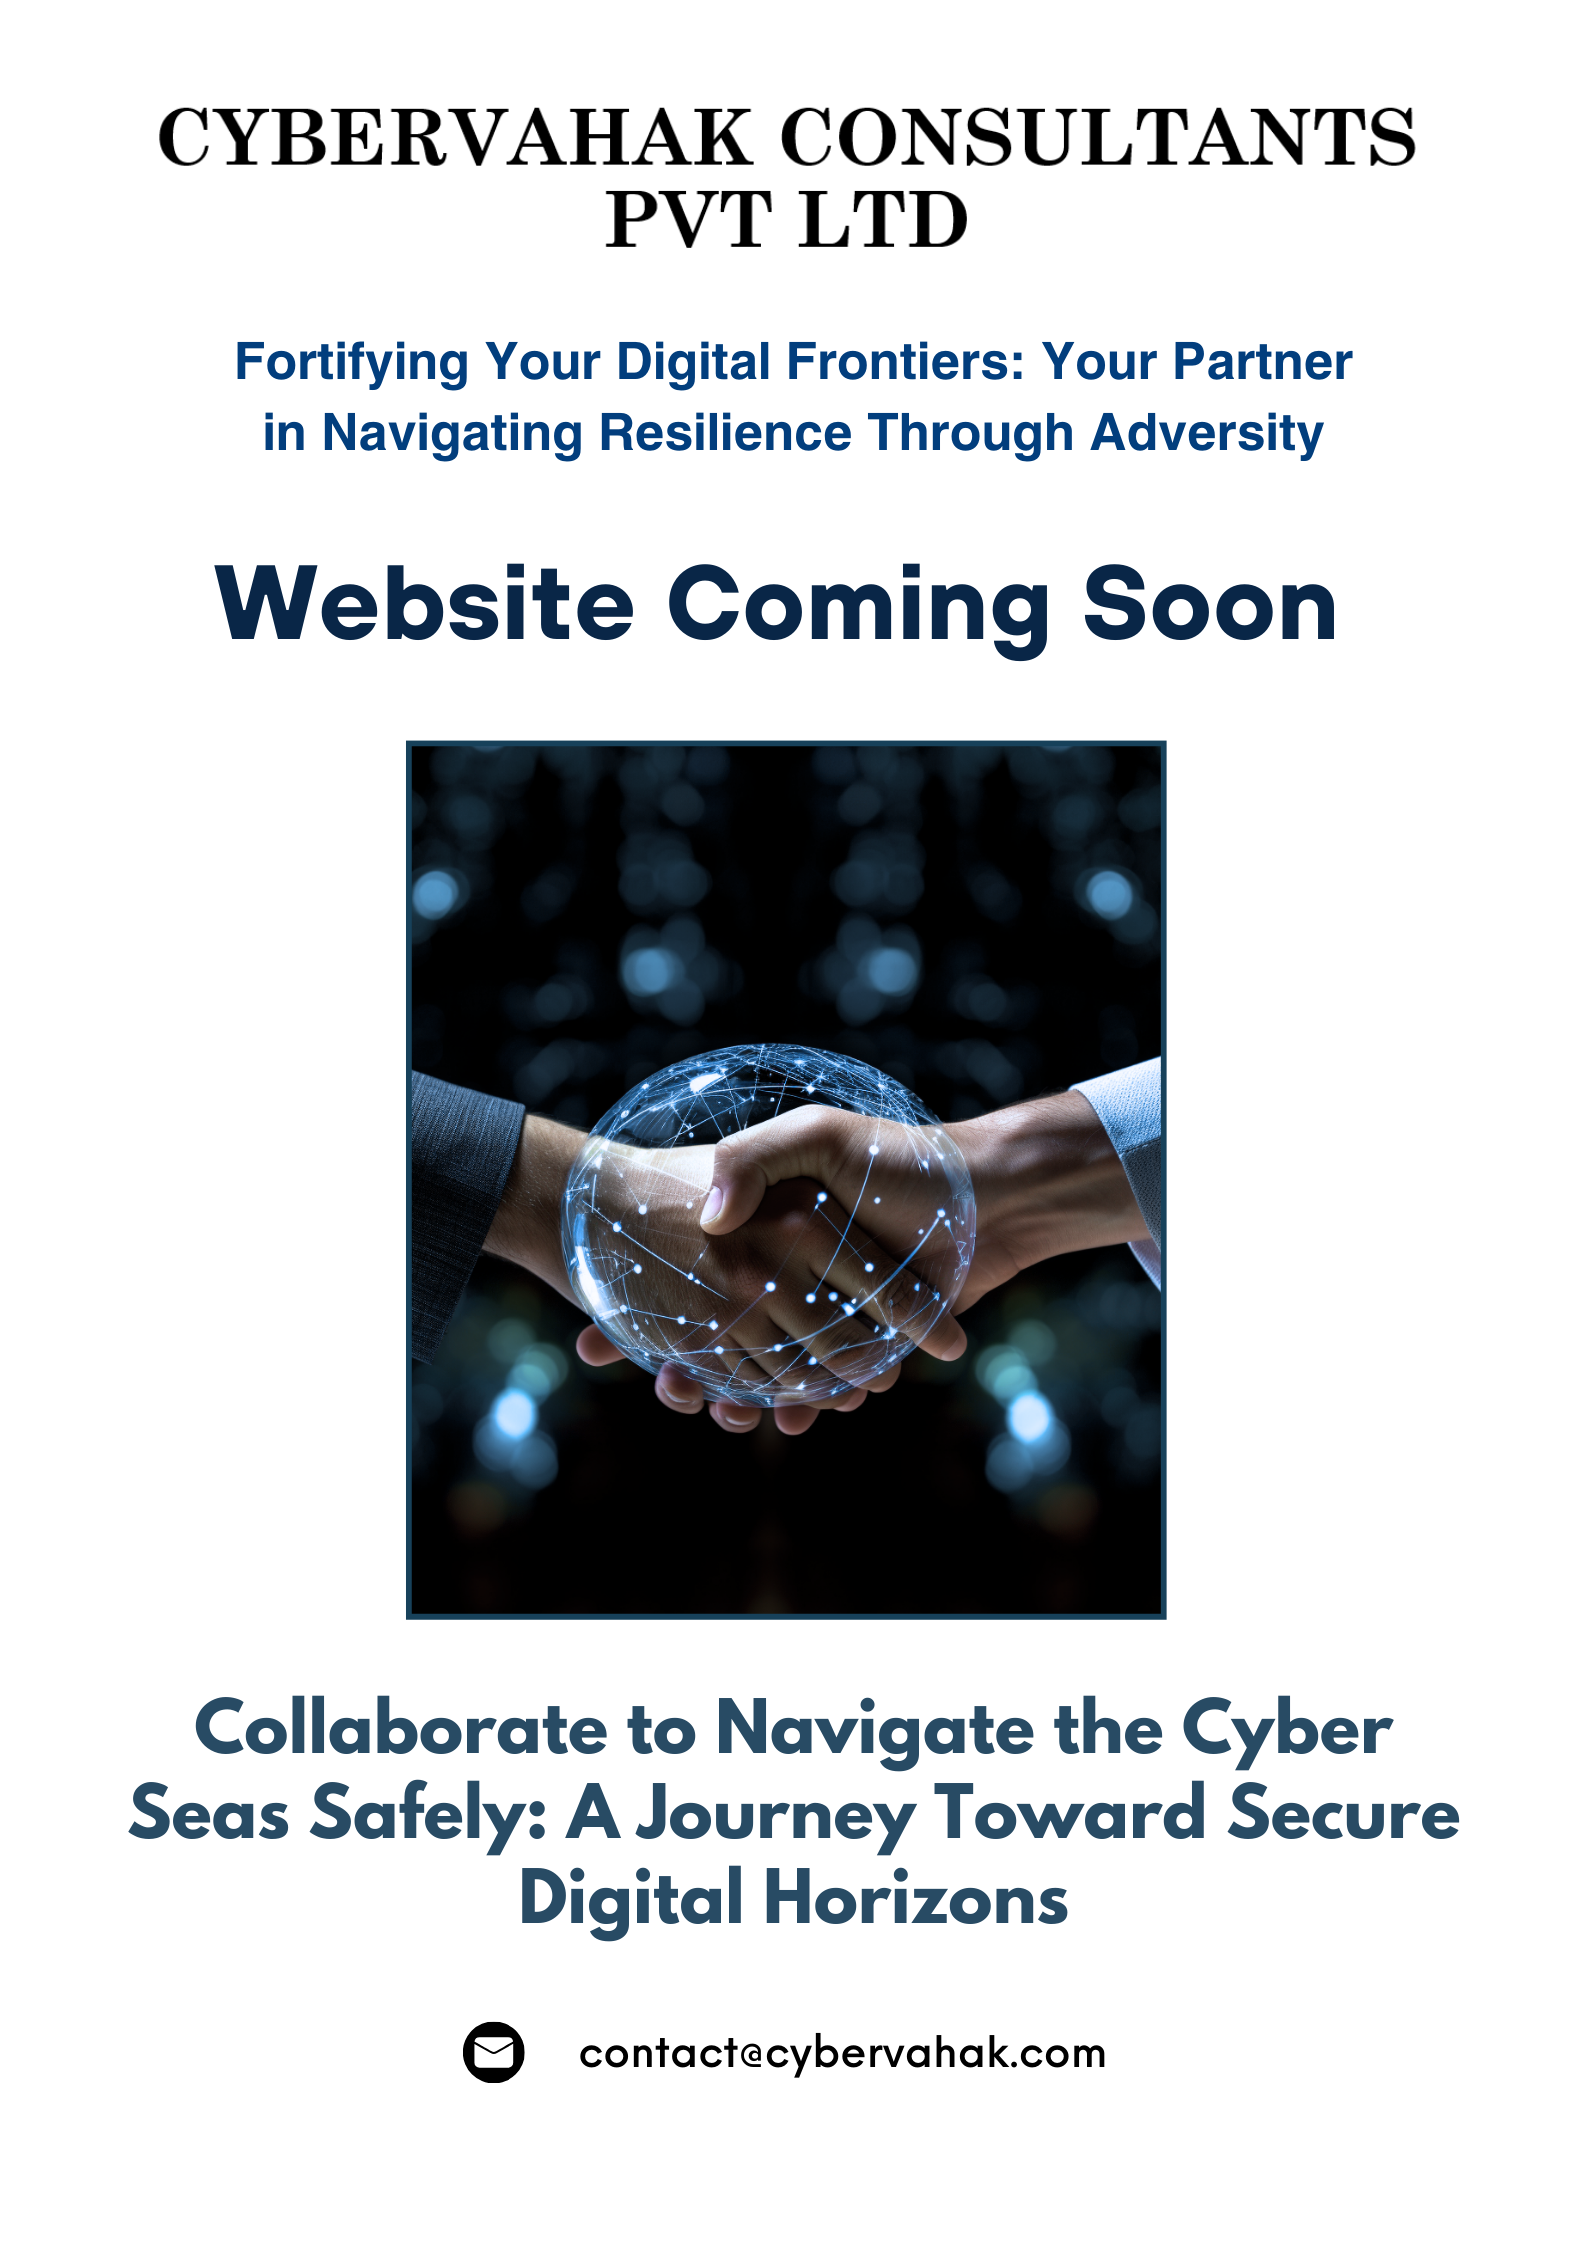 CYBERVAHAK CONSULTANTS
PVT LTD
Fortifying Your Digital Frontiers: Your Partner
in Navigating Resilience Through Adversity
Website Coming Soon
Collaborate to Navigate the Cyber
Seas Safely: A Journey Toward Secure
Digital Horizons
contact@cybervahak.com